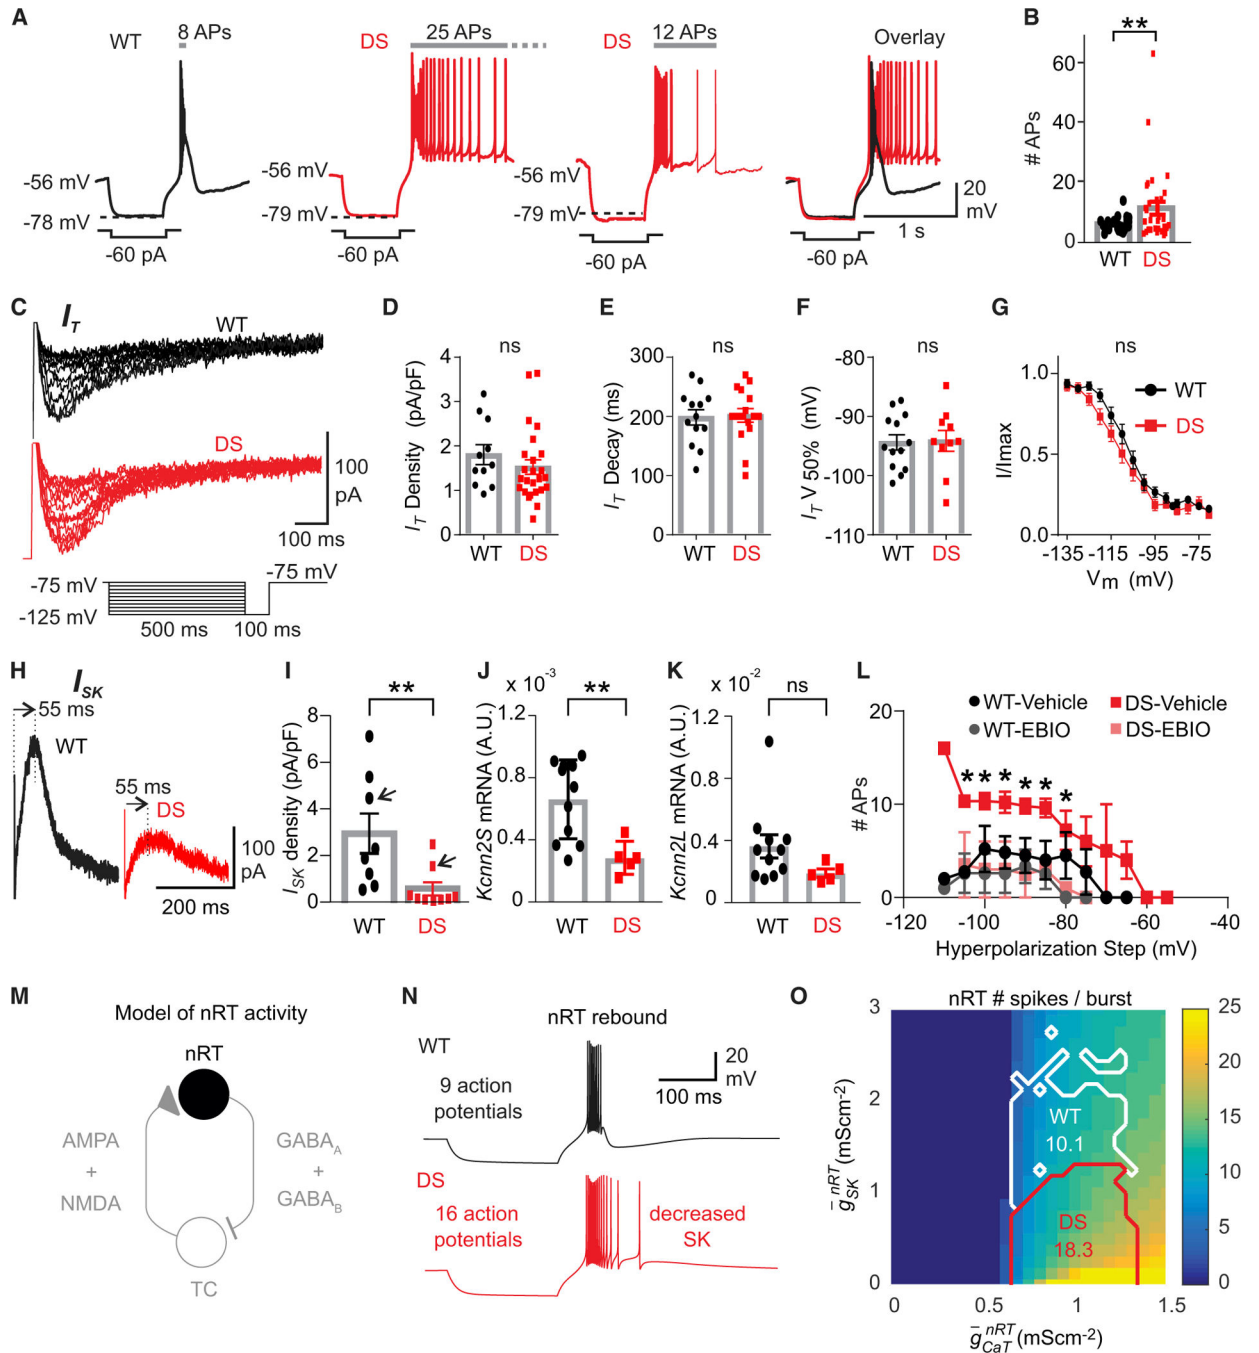 A
WT
8 APs
-56 mV
-78 mV
-60 pA
DS
25 APs
-56 mV
-79 mV
-60 pA
DS
12 APs
-56 mV
-79 mV
-60 pA
Overlay
20
mV
1 s
-60 pA
B
**
# APs
60
40
20
0
WT
DS
C
I_T
WT
DS
100
pA
100 ms
-75 mV
-75 mV
-125 mV
500 ms
100 ms
D
ns
I_T Density (pA/pF)
4
3
2
1
0
WT
DS
E
ns
I_T Decay (ms)
300
200
100
0
WT
DS
F
ns
I_T V 50% (mV)
-80
-90
-100
-110
WT
DS
G
ns
I/Imax
1.0
0.5
0.0
WT
DS
-135
-115
-95
-75
V_m (mV)
H
I_SK
55 ms
WT
55 ms
DS
100
pA
200 ms
I
**
I_SK density (pA/pF)
8
6
4
2
0
WT
DS
J
x 10^-3
**
Kcnn2S mRNA (A.U.)
1.2
0.8
0.4
0
WT
DS
K
x 10^-2
ns
Kcnn2L mRNA (A.U.)
1.2
0.8
0.4
0
WT
DS
L
WT-Vehicle
DS-Vehicle
WT-EBIO
DS-EBIO
# APs
20
10
0
* * * * * *
-120
-100
-80
-60
-40
Hyperpolarization Step (mV)
M
Model of nRT activity
nRT
AMPA
+
NMDA
GABA_A
+
GABA_B
TC
N
nRT rebound
WT
9 action
potentials
20
mV
100 ms
DS
16 action
potentials
decreased
SK
O
nRT # spikes / burst
g̅_SK^nRT (mScm^-2)
3
2
1
0
WT
10.1
DS
18.3
0
0.5
1
1.5
g̅_CaT^nRT (mScm^-2)
25
20
15
10
5
0